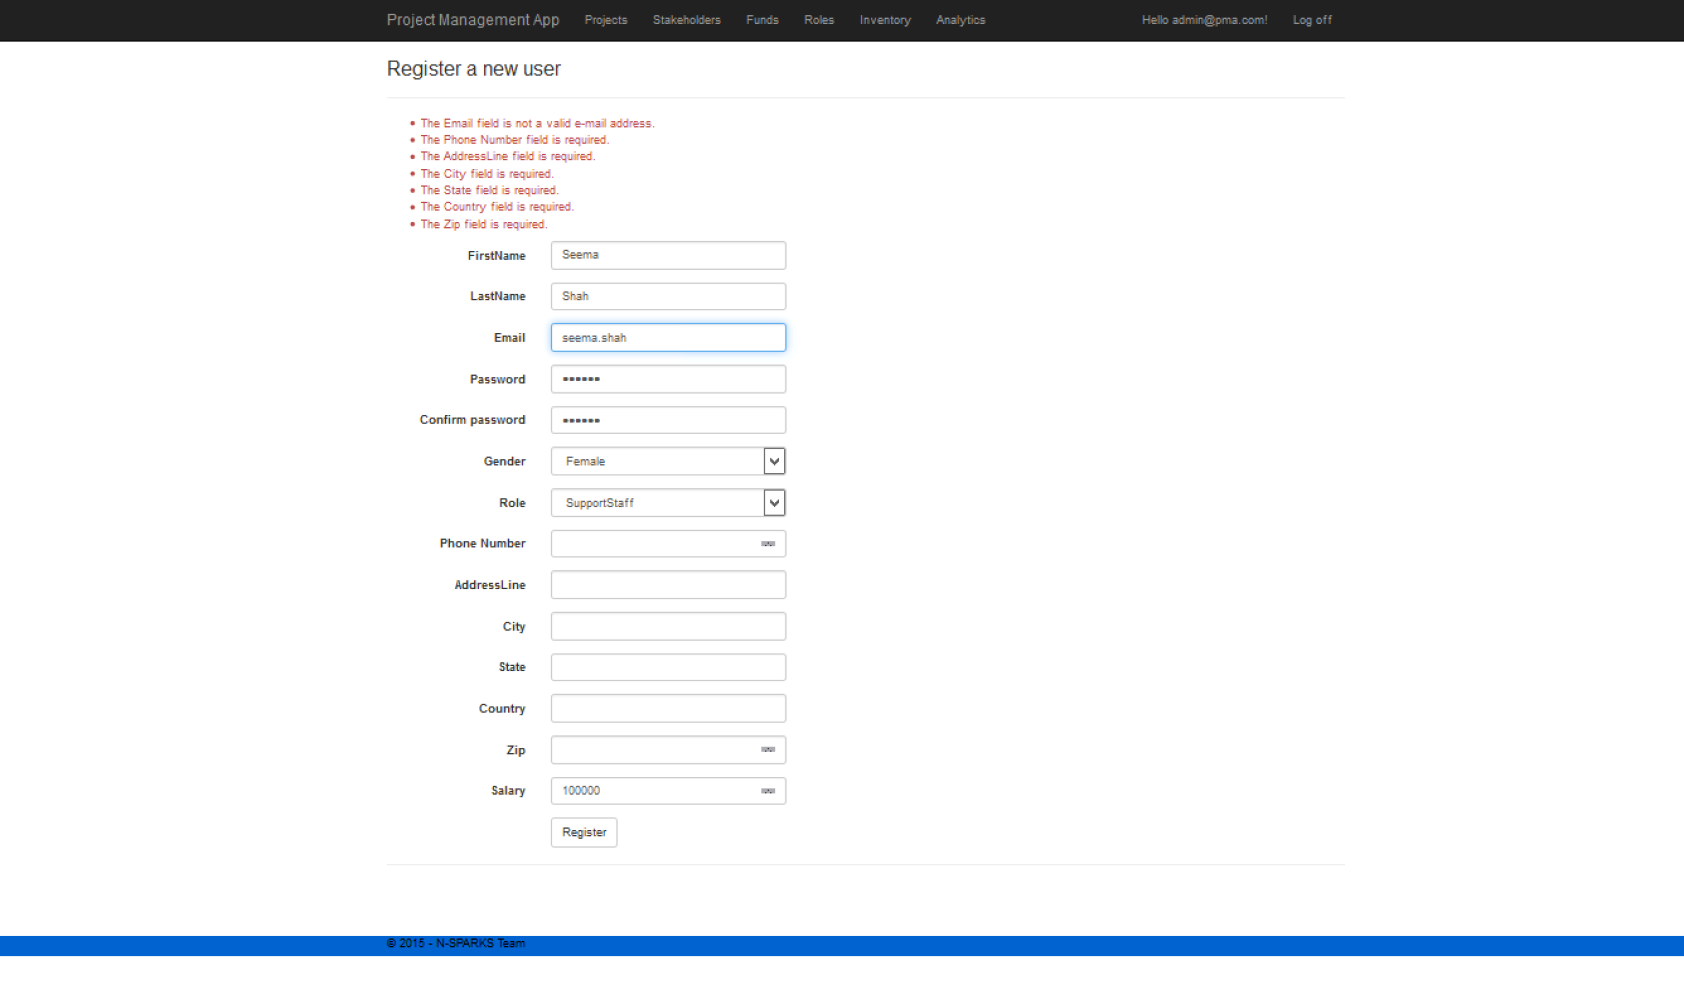 Project Management App Projects Stakeholders Funds Roles Inventory Analytics Hello admin@pma.com! Log off
Register a new user
• The Email field is not a valid e-mail address.
• The Phone Number field is required.
• The AddressLine field is required.
• The City field is required.
• The State field is required.
• The Country field is required.
• The Zip field is required.
FirstName Seema
LastName Shah
Email seema.shah
Password ••••••
Confirm password ••••••
Gender Female
Role SupportStaff
Phone Number
AddressLine
City
State
Country
Zip
Salary 100000
Register
© 2015 - N-SPARKS Team